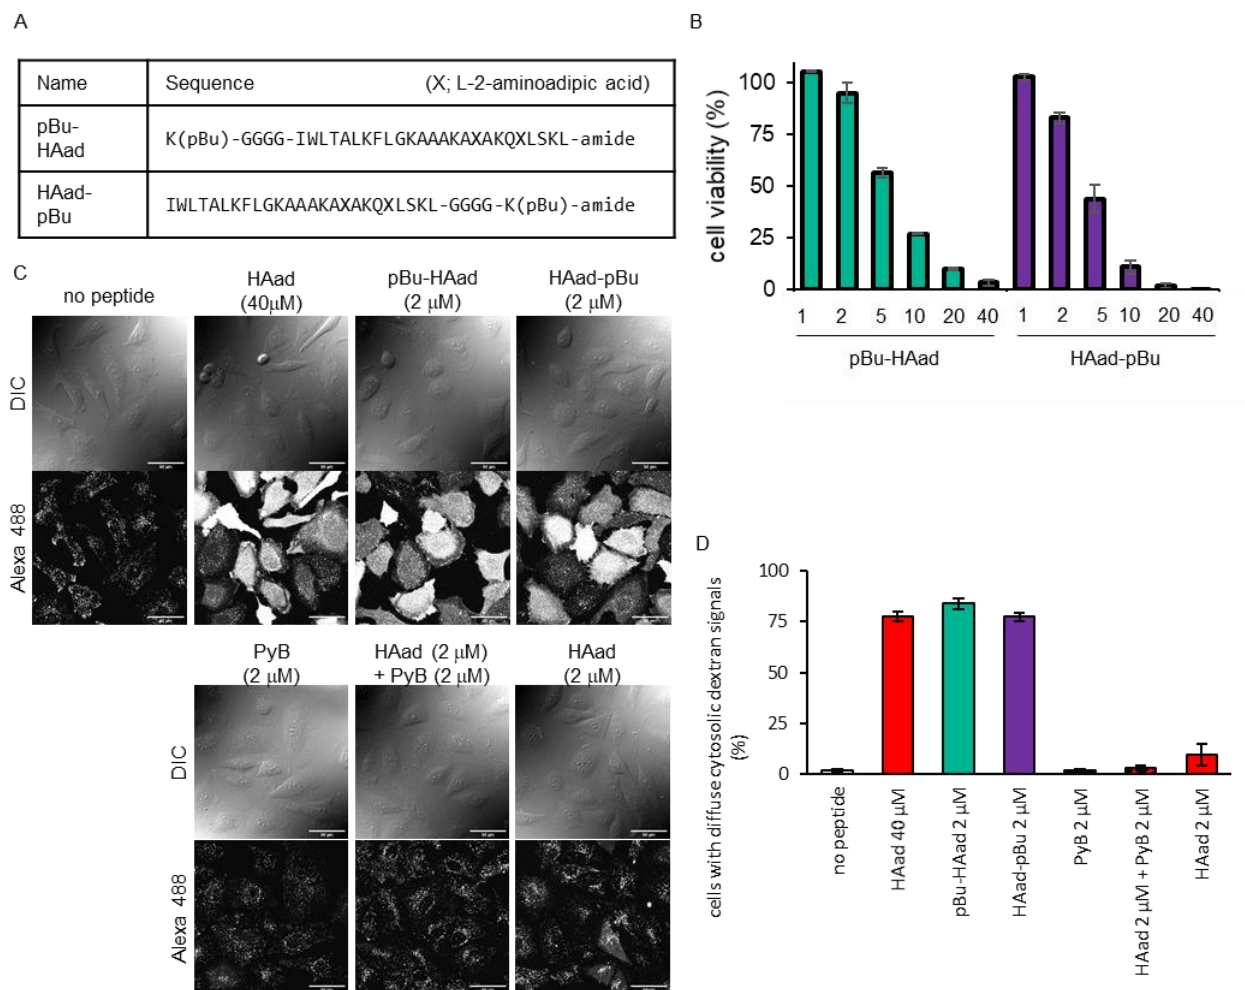 A
Name Sequence (X; L-2-aminoadipic acid)
pBu-
HAad
K(pBu)-GGGG-IWLTALKFLGKAAAKAXAKQXLSKL-amide
HAad-
pBu
IWLTALKFLGKAAAKAXAKQXLSKL-GGGG-K(pBu)-amide
B
cell viability (%)
100
75
50
25
0
1 2 5 10 20 40 1 2 5 10 20 40
pBu-HAad HAad-pBu
C
no peptide
HAad
(40μM)
pBu-HAad
(2 μM)
HAad-pBu
(2 μM)
DIC
Alexa 488
PyB
(2 μM)
HAad (2 μM)
+ PyB (2 μM)
HAad
(2 μM)
DIC
Alexa 488
D
cells with diffuse cytosolic dextran signals
(%)
100
75
50
25
0
no peptide
HAad 40 μM
pBu-HAad 2 μM
HAad-pBu 2 μM
PyB 2 μM
HAad 2 μM + PyB 2 μM
HAad 2 μM